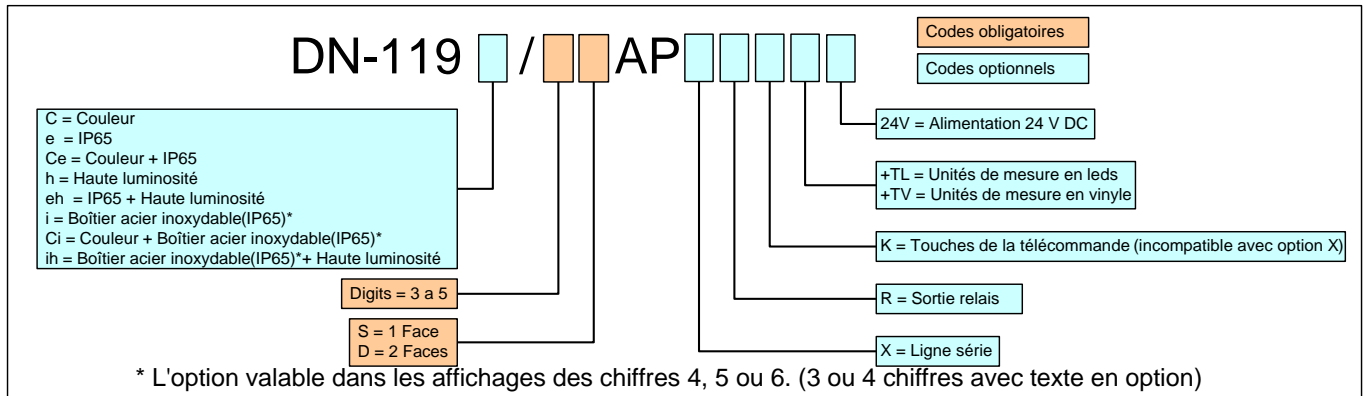 DN-119 / AP
Codes obligatoires
Codes optionnels
C = Couleur
e = IP65
Ce = Couleur + IP65
h = Haute luminosité
eh = IP65 + Haute luminosité
i = Boîtier acier inoxydable(IP65)*
Ci = Couleur + Boîtier acier inoxydable(IP65)*
ih = Boîtier acier inoxydable(IP65)*+ Haute luminosité
Digits = 3 a 5
S = 1 Face
D = 2 Faces
24V = Alimentation 24 V DC
+TL = Unités de mesure en leds
+TV = Unités de mesure en vinyle
K = Touches de la télécommande (incompatible avec option X)
R = Sortie relais
X = Ligne série
* L'option valable dans les affichages des chiffres 4, 5 ou 6. (3 ou 4 chiffres avec texte en option)